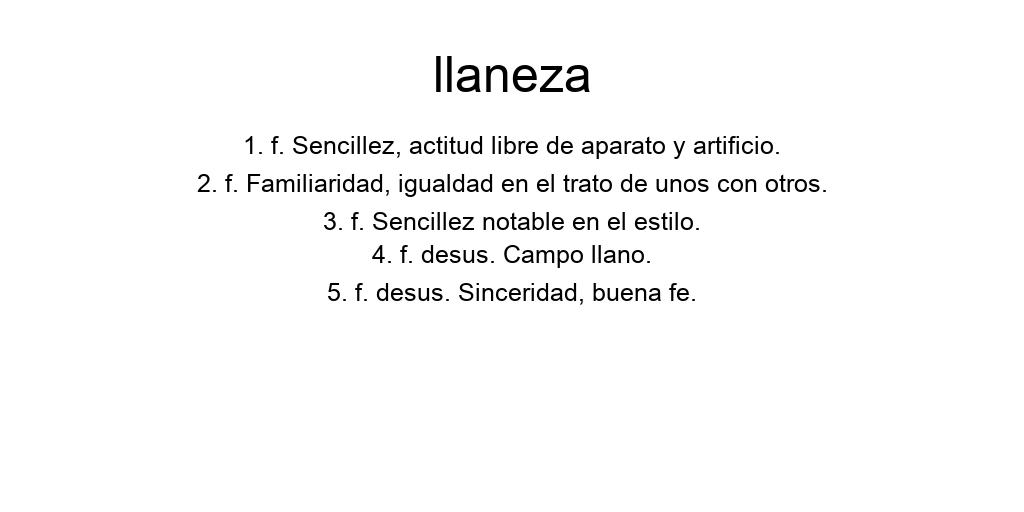 llaneza
1. f. Sencillez, actitud libre de aparato y artificio.
2. f. Familiaridad, igualdad en el trato de unos con otros.
3. f. Sencillez notable en el estilo.
4. f. desus. Campo llano.
5. f. desus. Sinceridad, buena fe.